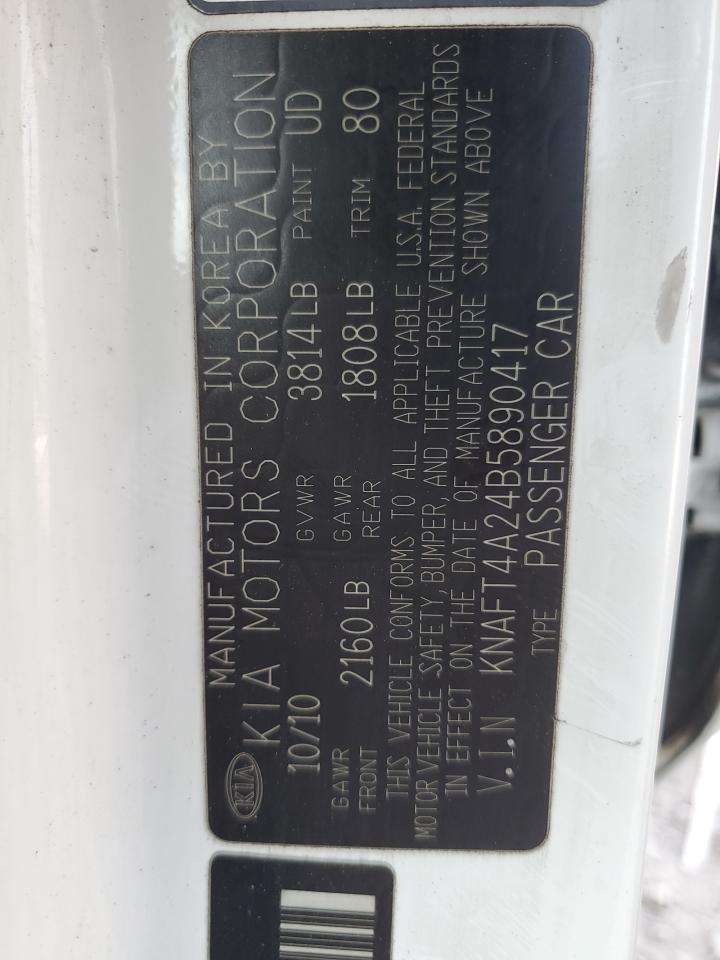 MANUFACTURED IN KOREA BY
KIA KIA MOTORS CORPORATION
10/10 GVWR 3814LB PAINT UD
GAWR FRONT 2160LB GAWR REAR 1808LB TRIM 80
THIS VEHICLE CONFORMS TO ALL APPLICABLE U.S.A. FEDERAL
MOTOR VEHICLE SAFETY, BUMPER, AND THEFT PREVENTION STANDARDS
IN EFFECT ON THE DATE OF MANUFACTURE SHOWN ABOVE
V.I.N KNAFT4A24B5890417
TYPE PASSENGER CAR